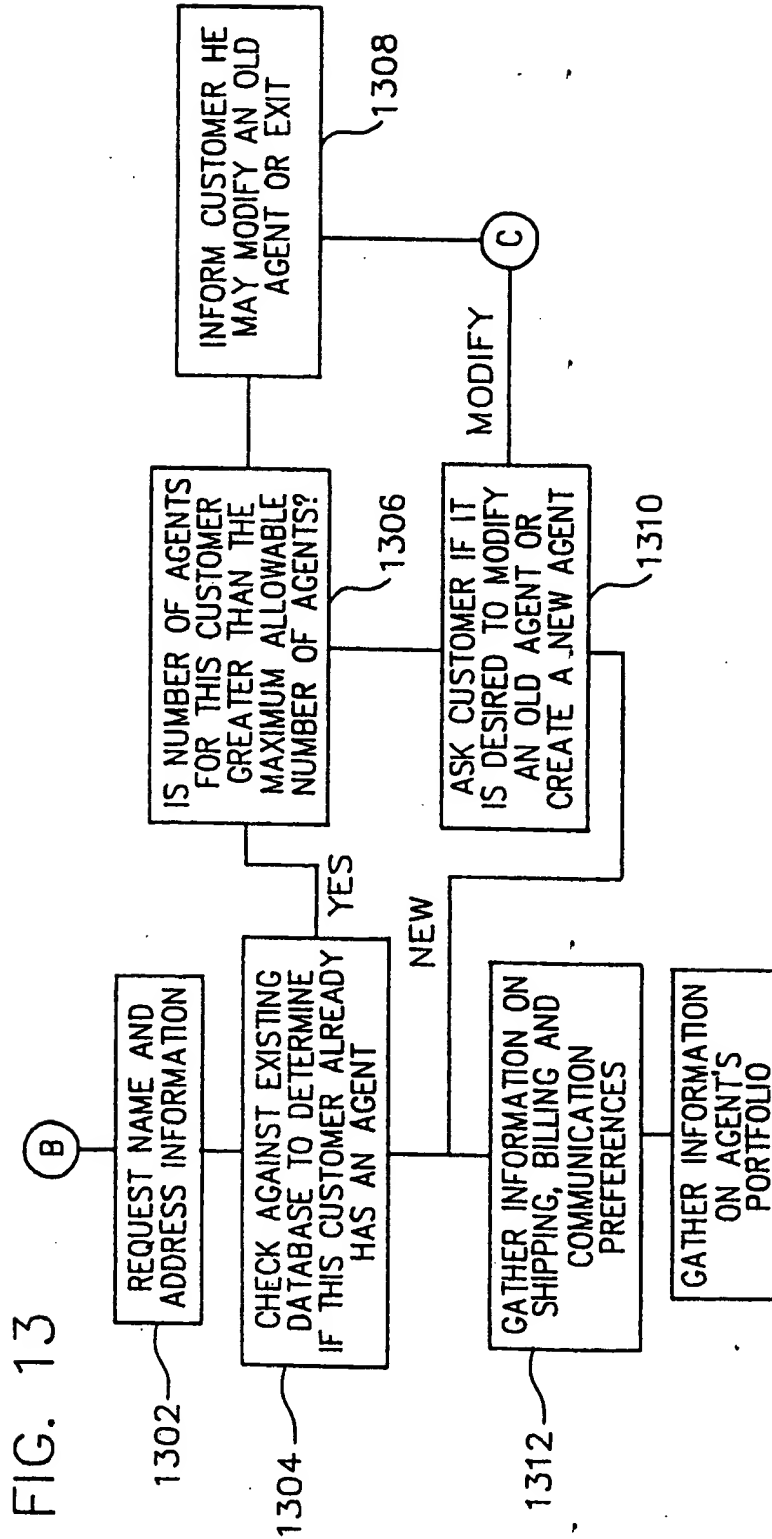 FIG. 13
B
REQUEST NAME AND
ADDRESS INFORMATION
1302
CHECK AGAINST EXISTING
DATABASE TO DETERMINE
IF THIS CUSTOMER ALREADY
HAS AN AGENT
1304
YES
IS NUMBER OF AGENTS
FOR THIS CUSTOMER
GREATER THAN THE
MAXIMUM ALLOWABLE
NUMBER OF AGENTS?
1306
INFORM CUSTOMER HE
MAY MODIFY AN OLD
AGENT OR EXIT
1308
NEW
ASK CUSTOMER IF IT
IS DESIRED TO MODIFY
AN OLD AGENT OR
CREATE A NEW AGENT
1310
MODIFY
C
GATHER INFORMATION ON
SHIPPING, BILLING AND
COMMUNICATION
PREFERENCES
1312
GATHER INFORMATION
ON AGENT'S
PORTFOLIO